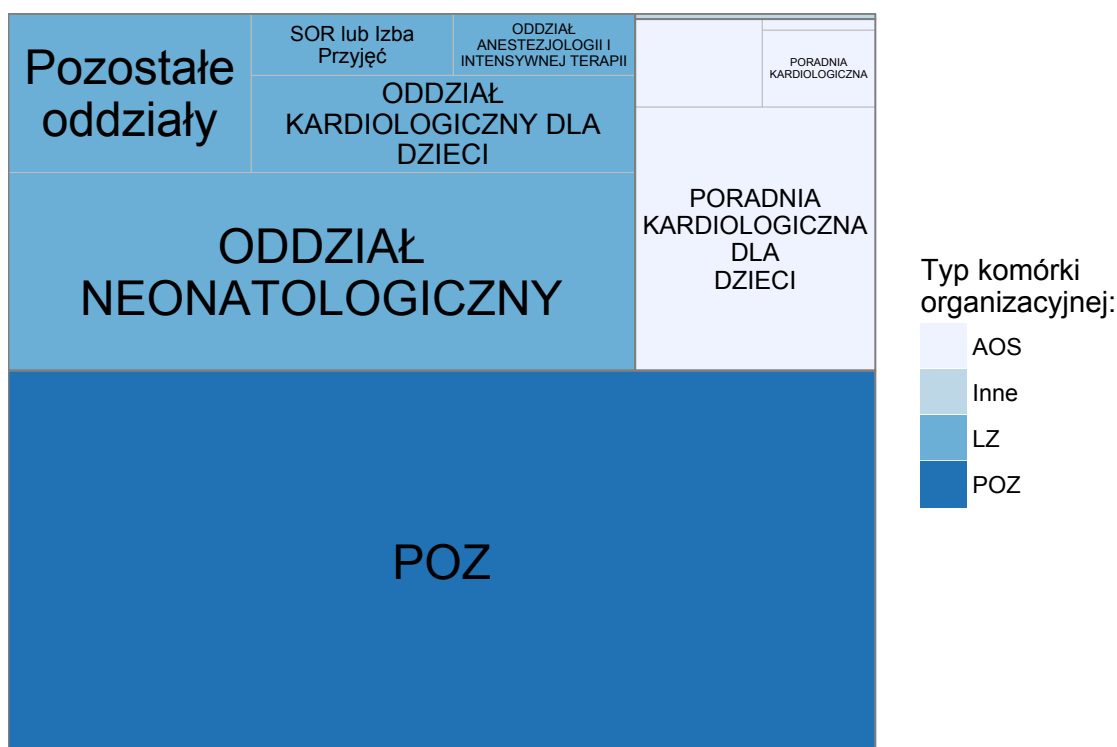 Pozostałe
oddziały
SOR lub Izba
Przyjęć
ODDZIAŁ
ANESTEZJOLOGII I
INTENSYWNEJ TERAPII
ODDZIAŁ
KARDIOLOGICZNY DLA
DZIECI
ODDZIAŁ
NEONATOLOGICZNY
PORADNIA
KARDIOLOGICZNA
PORADNIA
KARDIOLOGICZNA
DLA
DZIECI
POZ
Typ komórki
organizacyjnej:
AOS
Inne
LZ
POZ